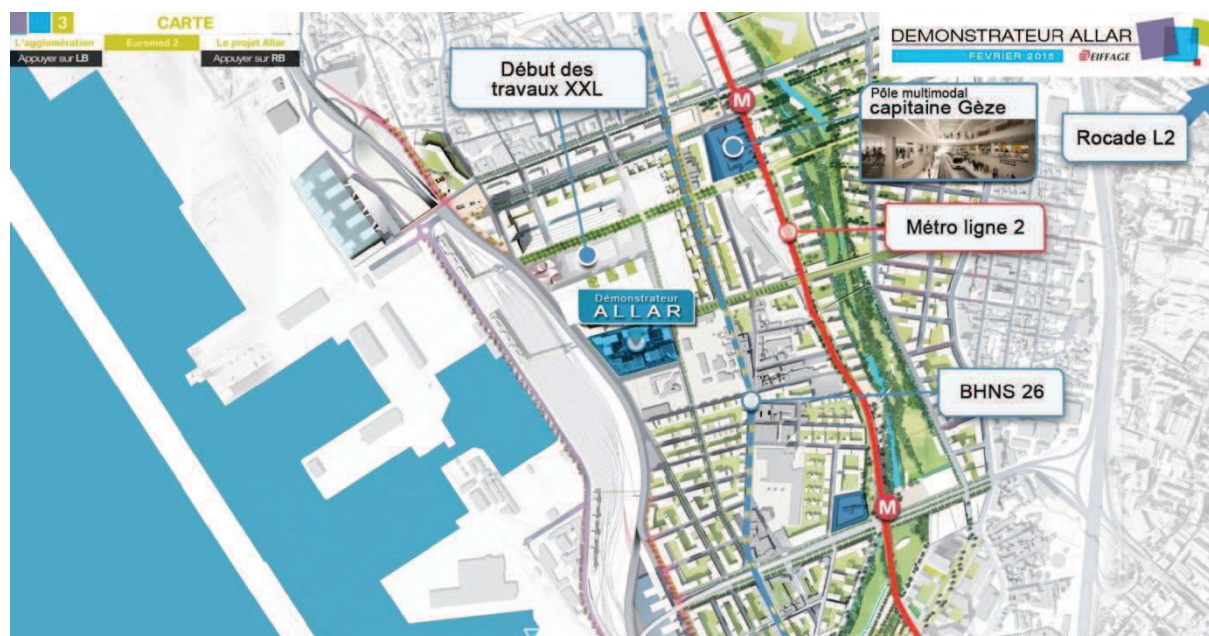 3
CARTE
L'agglomération
Euromed 2
Le projet Allar
Appuyer sur LB
Appuyer sur RB
DEMONSTRATEUR ALLAR
FEVRIER 2018
EIFFAGE
Début des
travaux XXL
M
Pôle multimodal
capitaine Gèze
Rocade L2
Métro ligne 2
Démonstrateur
ALLAR
BHNS 26
M